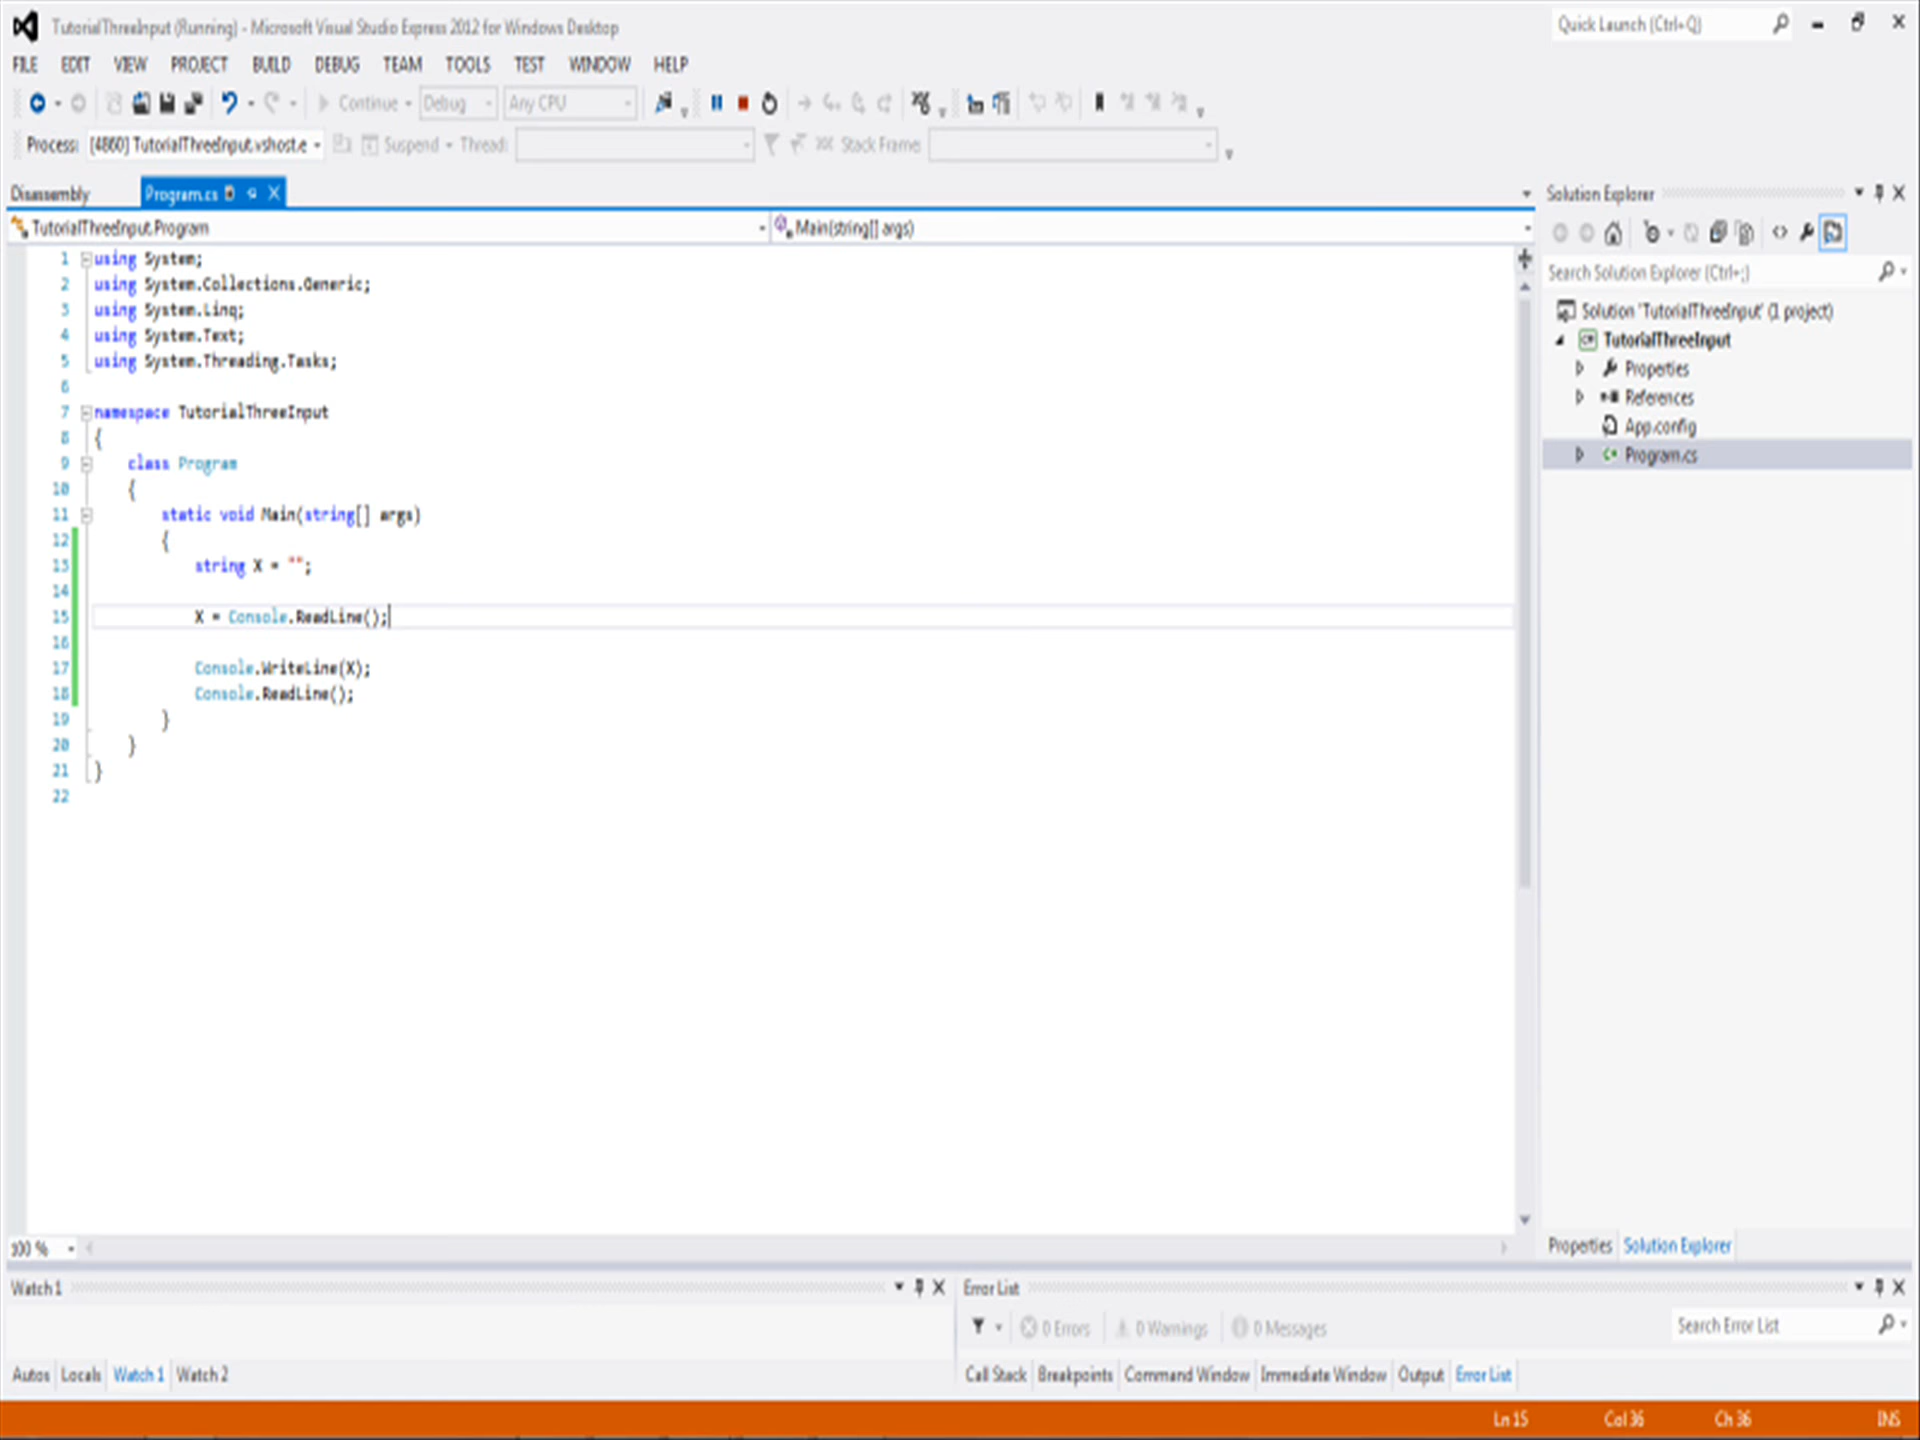 TutorialThreeInput (Running) - Microsoft Visual Studio Express 2012 for Windows Desktop
Quick Launch (Ctrl+Q)
FILE EDIT VIEW PROJECT BUILD DEBUG TEAM TOOLS TEST WINDOW HELP
Continue Debug Any CPU
Process: [4860] TutorialThreeInput.vshost.e Suspend Thread: Stack Frame:
Disassembly Program.cs
TutorialThreeInput.Program Main(string[] args)
1 using System;
2 using System.Collections.Generic;
3 using System.Linq;
4 using System.Text;
5 using System.Threading.Tasks;
6
7 namespace TutorialThreeInput
8 {
9 class Program
10 {
11 static void Main(string[] args)
12 {
13 string X = "";
14
15 X = Console.ReadLine();
16
17 Console.WriteLine(X);
18 Console.ReadLine();
19 }
20 }
21 }
22
100 %
Solution Explorer
Search Solution Explorer (Ctrl+;)
Solution 'TutorialThreeInput' (1 project)
TutorialThreeInput
Properties
References
App.config
Program.cs
Properties Solution Explorer
Watch 1
Autos Locals Watch 1 Watch 2
Error List
0 Errors 0 Warnings 0 Messages
Search Error List
Call Stack Breakpoints Command Window Immediate Window Output Error List
Ln 15 Col 36 Ch 36 INS